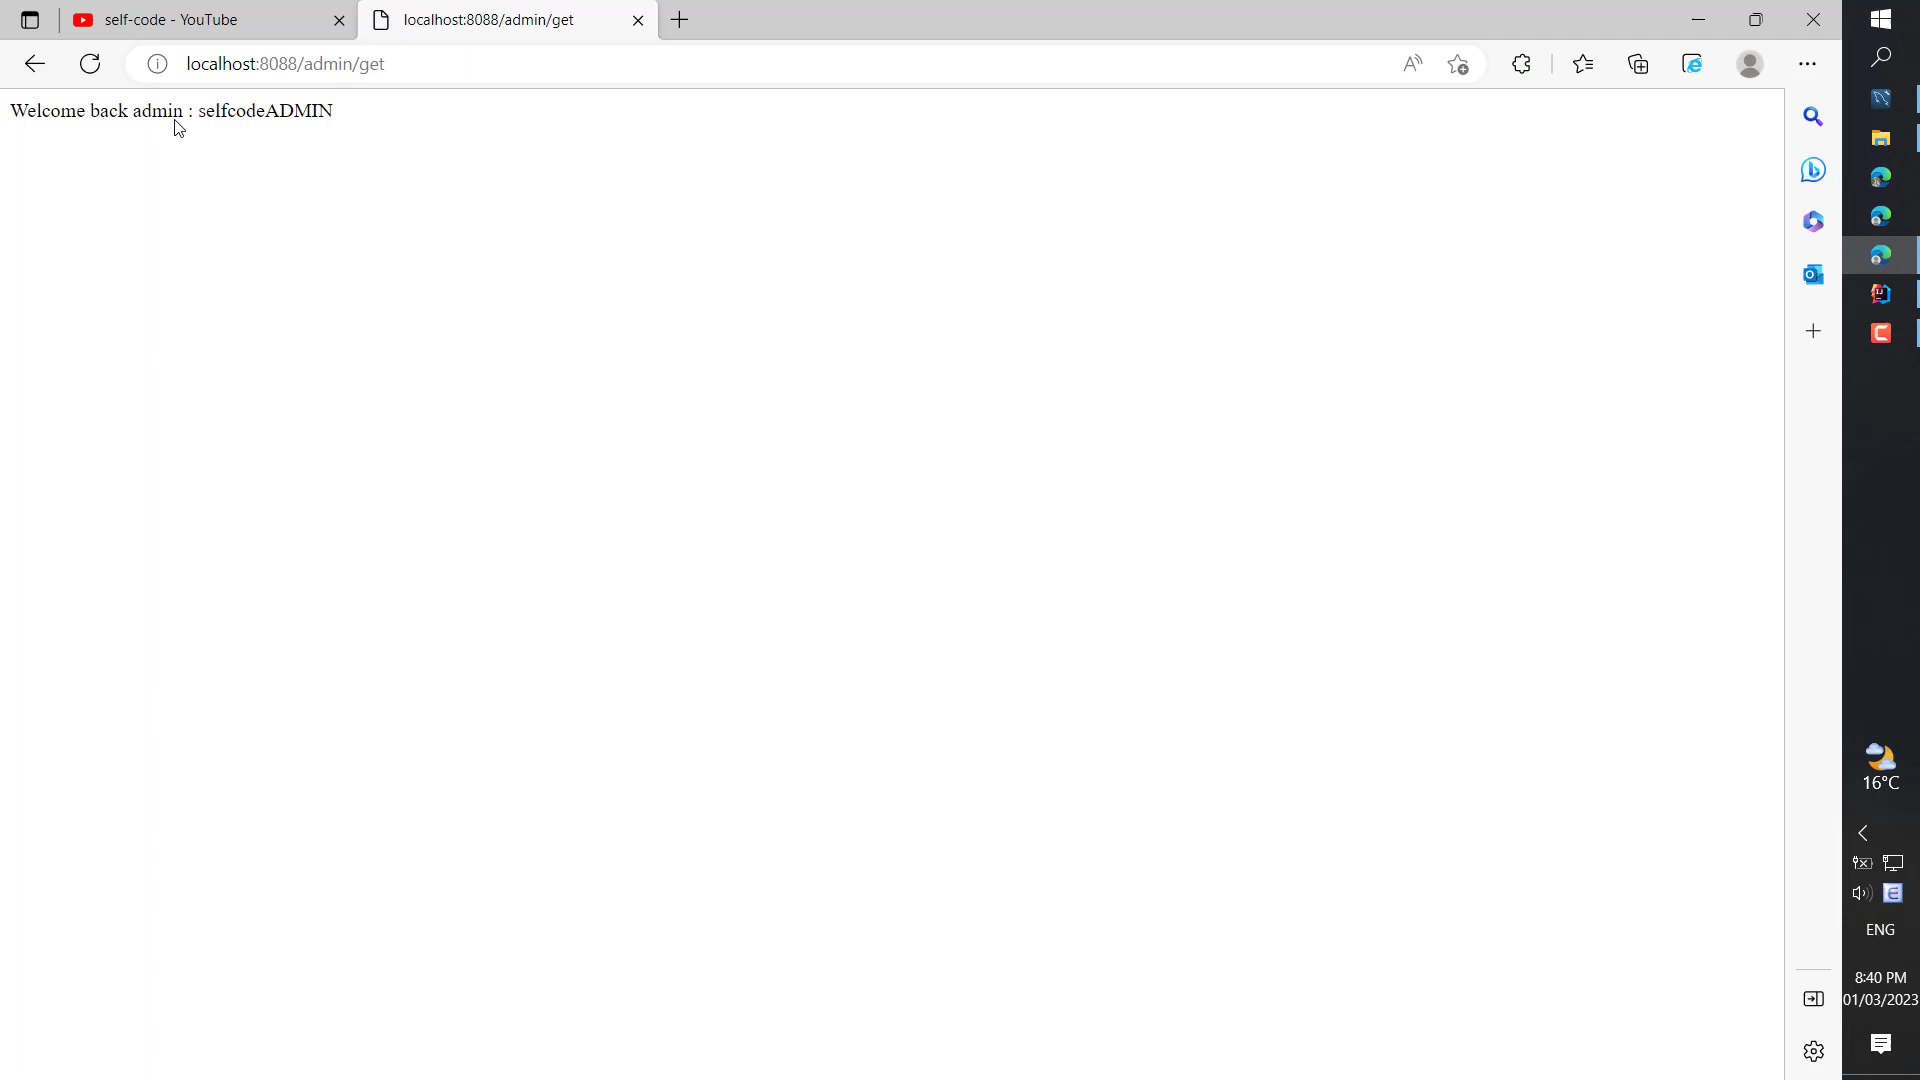 self-code - YouTube
localhost:8088/admin/get
localhost:8088/admin/get
Welcome back admin : selfcodeADMIN
16°C
ENG
8:40 PM
01/03/2023